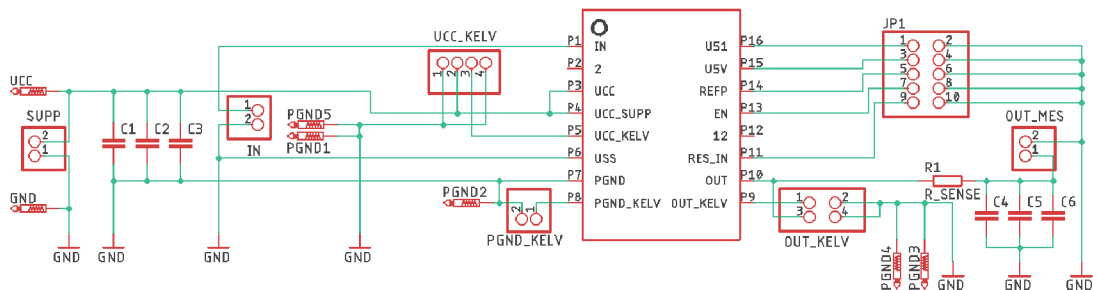 JP1
UCC_KELV
1 2 3 4
P1 IN
P2 2
P3 UCC
P4 UCC_SUPP
P5 UCC_KELV
P6 USS
P7 PGND
P8 PGND_KELV
US1 P16
U5V P15
REFP P14
EN P13
12 P12
RES_IN P11
OUT P10
OUT_KELV P9
1 2
3 4
5 6
7 8
9 10
UCC
SUPP
2
1
GND
C1 C2 C3
1
2
IN
PGND5
PGND1
PGND2
2 1
PGND_KELV
OUT_MES
2
1
R1
R_SENSE
C4 C5 C6
1 2
3 4
OUT_KELV
PGND4
PGND3
GND GND GND GND GND GND GND